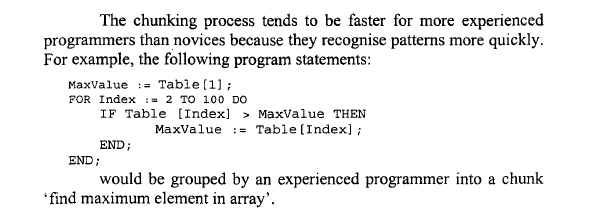 The chunking process tends to be faster for more experienced
programmers than novices because they recognise patterns more quickly.
For example, the following program statements:
MaxValue := Table[1];
FOR Index := 2 TO 100 DO
IF Table [Index] > MaxValue THEN
MaxValue := Table[Index];
END;
END;
would be grouped by an experienced programmer into a chunk
‘find maximum element in array’.